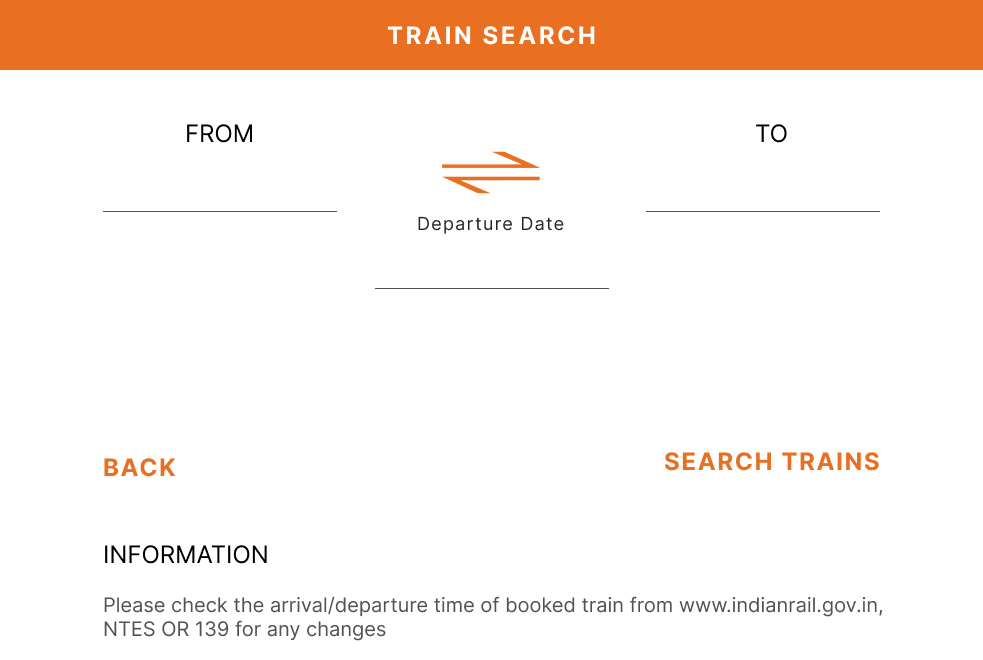 TRAIN SEARCH
FROM
TO
Departure Date
BACK
SEARCH TRAINS
INFORMATION
Please check the arrival/departure time of booked train from www.indianrail.gov.in,
NTES OR 139 for any changes